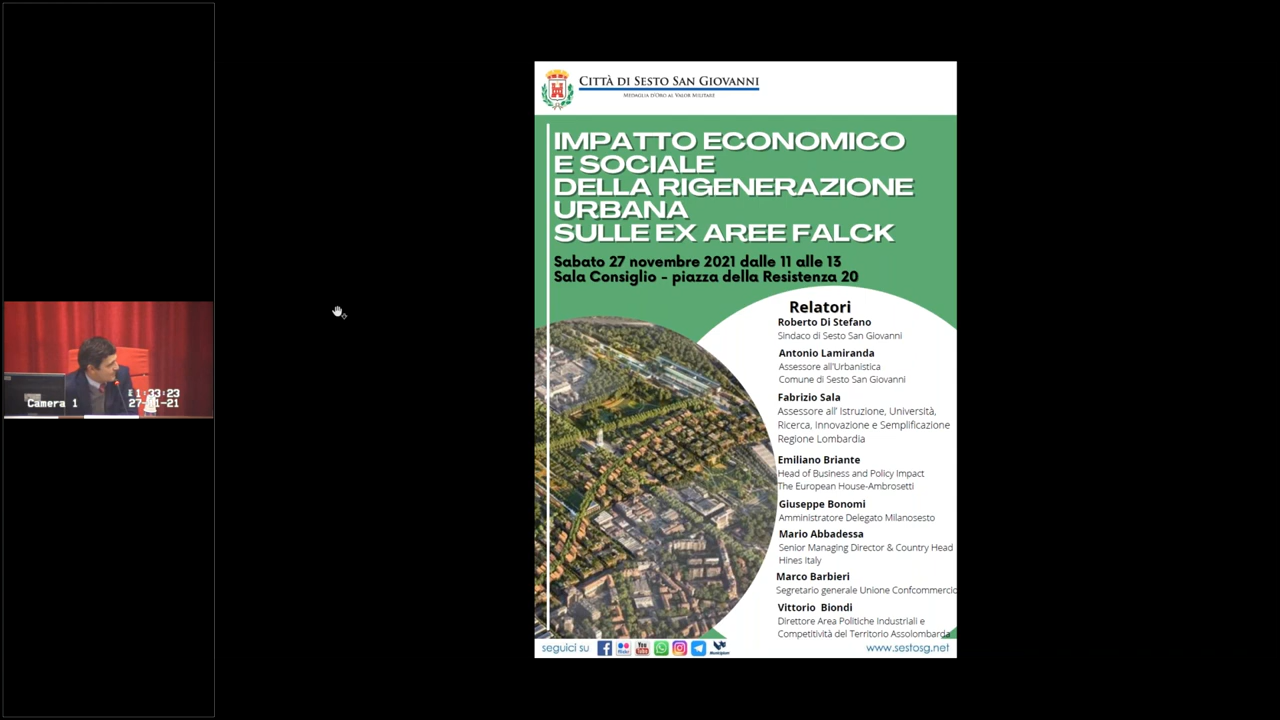 CITTÀ DI SESTO SAN GIOVANNI
MEDAGLIA D'ORO AL VALOR MILITARE
IMPATTO ECONOMICO
E SOCIALE
DELLA RIGENERAZIONE
URBANA
SULLE EX AREE FALCK
Sabato 27 novembre 2021 dalle 11 alle 13
Sala Consiglio - piazza della Resistenza 20
Relatori
Roberto Di Stefano
Sindaco di Sesto San Giovanni
Antonio Lamiranda
Assessore all'Urbanistica
Comune di Sesto San Giovanni
Fabrizio Sala
Assessore all' Istruzione, Università,
Ricerca, Innovazione e Semplificazione
Regione Lombardia
Emiliano Briante
Head of Business and Policy Impact
The European House-Ambrosetti
Giuseppe Bonomi
Amministratore Delegato Milanosesto
Mario Abbadessa
Senior Managing Director & Country Head
Hines Italy
Marco Barbieri
Segretario generale Unione Confcommercio
Vittorio Biondi
Direttore Area Politiche Industriali e
Competitività del Territorio Assolombarda
seguici su
flickr
You
Tube
www.sestosg.net
Camera 1